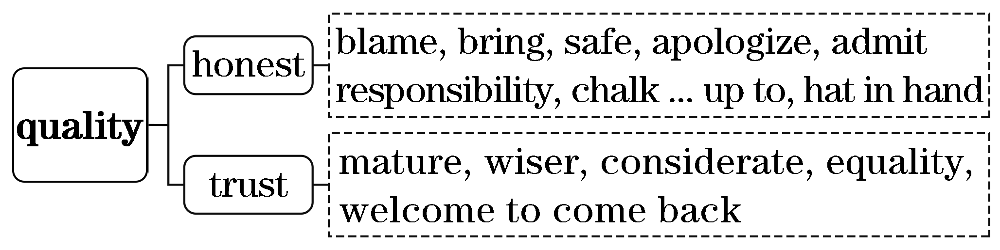 quality
honest
blame, bring, safe, apologize, admit
responsibility, chalk ... up to, hat in hand
trust
mature, wiser, considerate, equality,
welcome to come back